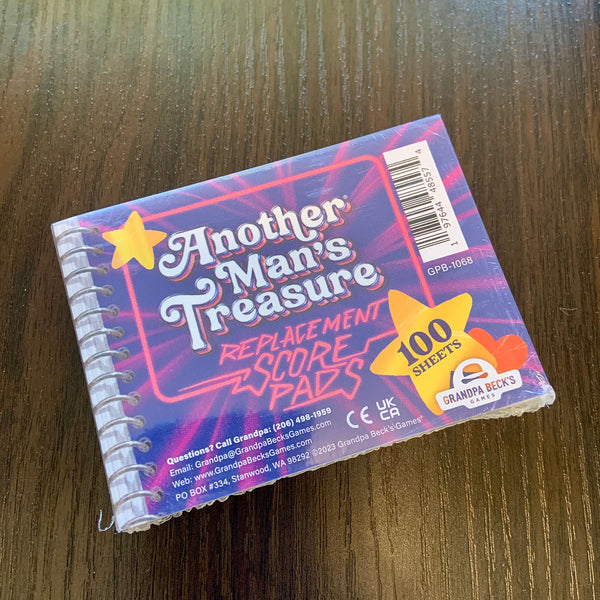 Another
Man's
Treasure
REPLACEMENT
SCORE
PADS
1 97644 48557 4
GPB-1068
100
SHEETS
GRANDPA BECK'S
GAMES
CE UK
CA
Questions? Call Grandpa: (206) 498-1959
Email: Grandpa@GrandpaBecksGames.com
Web: www.GrandpaBecksGames.com
PO BOX #334, Stanwood, WA 98292 ©2023 Grandpa Beck's Games®